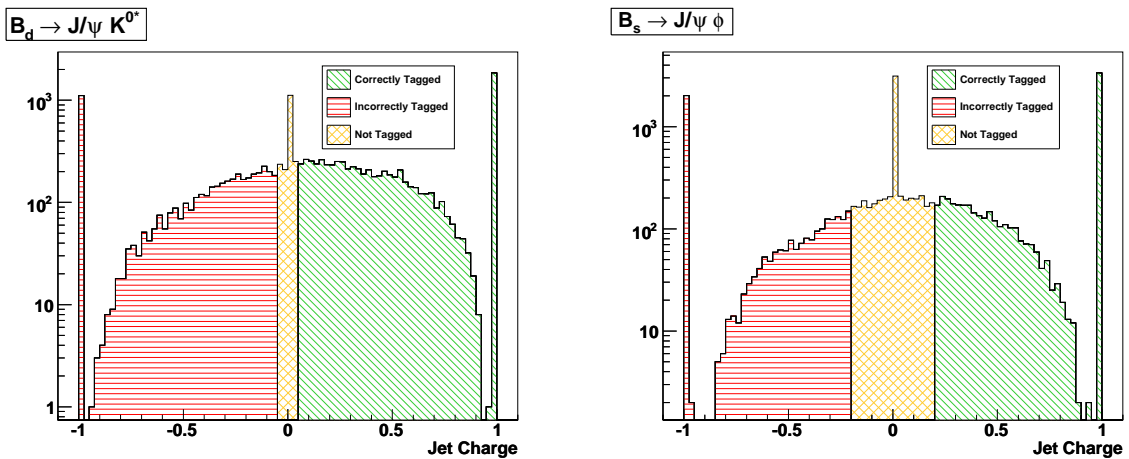 B_d → J/ψ K^0*
Correctly Tagged
Incorrectly Tagged
Not Tagged
10^3
10^2
10
1
-1 -0.5 0 0.5 1
Jet Charge
B_s → J/ψ ϕ
Correctly Tagged
Incorrectly Tagged
Not Tagged
10^3
10^2
10
-1 -0.5 0 0.5 1
Jet Charge